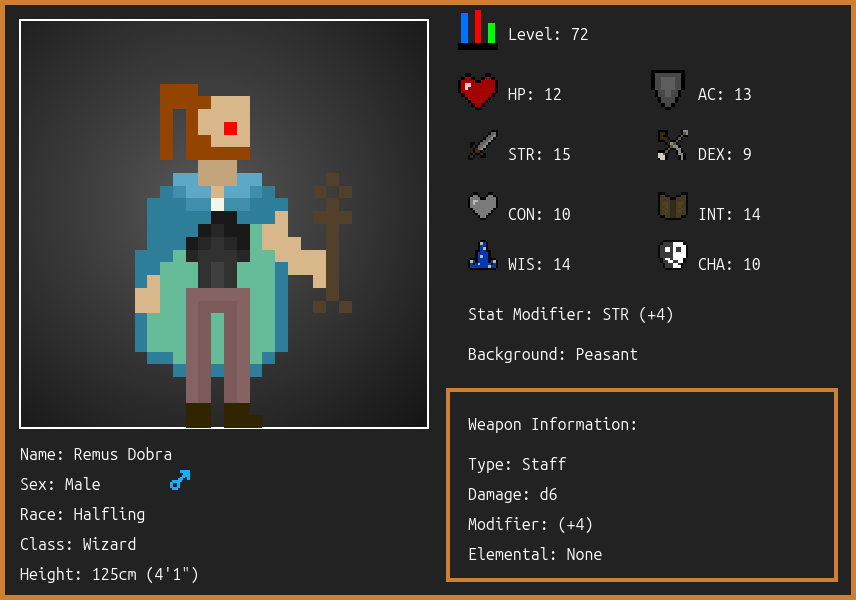 Level: 72
HP: 12
AC: 13
STR: 15
DEX: 9
CON: 10
INT: 14
WIS: 14
CHA: 10
Stat Modifier: STR (+4)
Background: Peasant
Weapon Information:
Type: Staff
Damage: d6
Modifier: (+4)
Elemental: None
Name: Remus Dobra
Sex: Male
Race: Halfling
Class: Wizard
Height: 125cm (4'1")